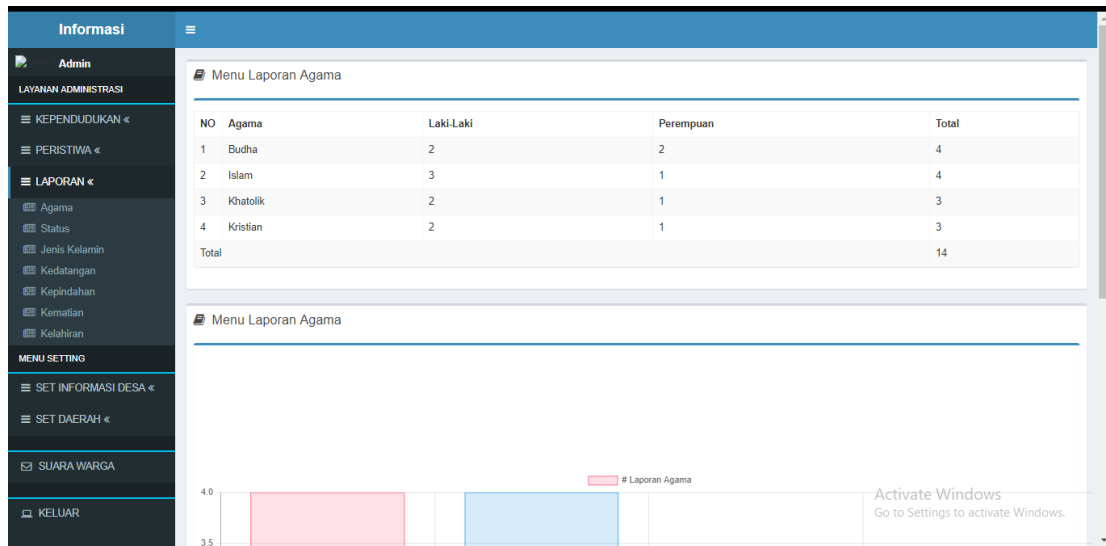 Informasi
Admin
LAYANAN ADMINISTRASI
KEPENDUDUKAN «
PERISTIWA «
LAPORAN «
Agama
Status
Jenis Kelamin
Kedatangan
Kepindahan
Kematian
Kelahiran
MENU SETTING
SET INFORMASI DESA «
SET DAERAH «
SUARA WARGA
KELUAR
Menu Laporan Agama
NO Agama Laki-Laki Perempuan Total
1 Budha 2 2 4
2 Islam 3 1 4
3 Khatolik 2 1 3
4 Kristian 2 1 3
Total 14
Menu Laporan Agama
# Laporan Agama
4.0
3.5
Activate Windows
Go to Settings to activate Windows.